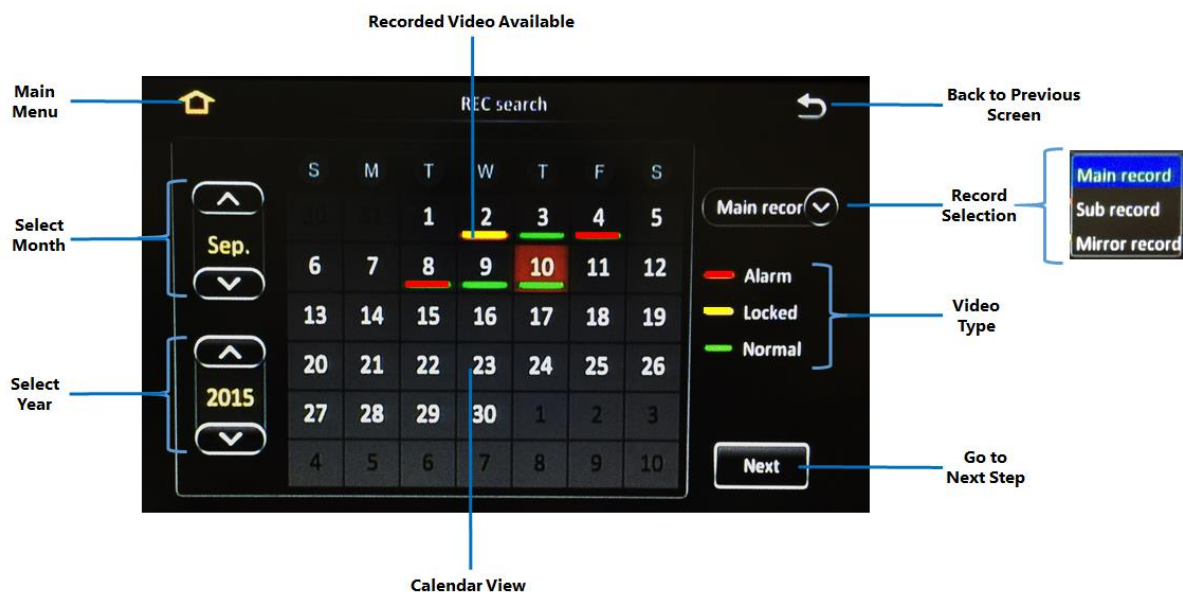 Recorded Video Available
Main
Menu
REC search
Back to Previous
Screen
S M T W T F S
30 31 1 2 3 4 5
6 7 8 9 10 11 12
13 14 15 16 17 18 19
20 21 22 23 24 25 26
27 28 29 30 1 2 3
4 5 6 7 8 9 10
Select
Month
Sep.
Select
Year
2015
Main recor
Record
Selection
Main record
Sub record
Mirror record
Alarm
Locked
Normal
Video
Type
Next
Go to
Next Step
Calendar View